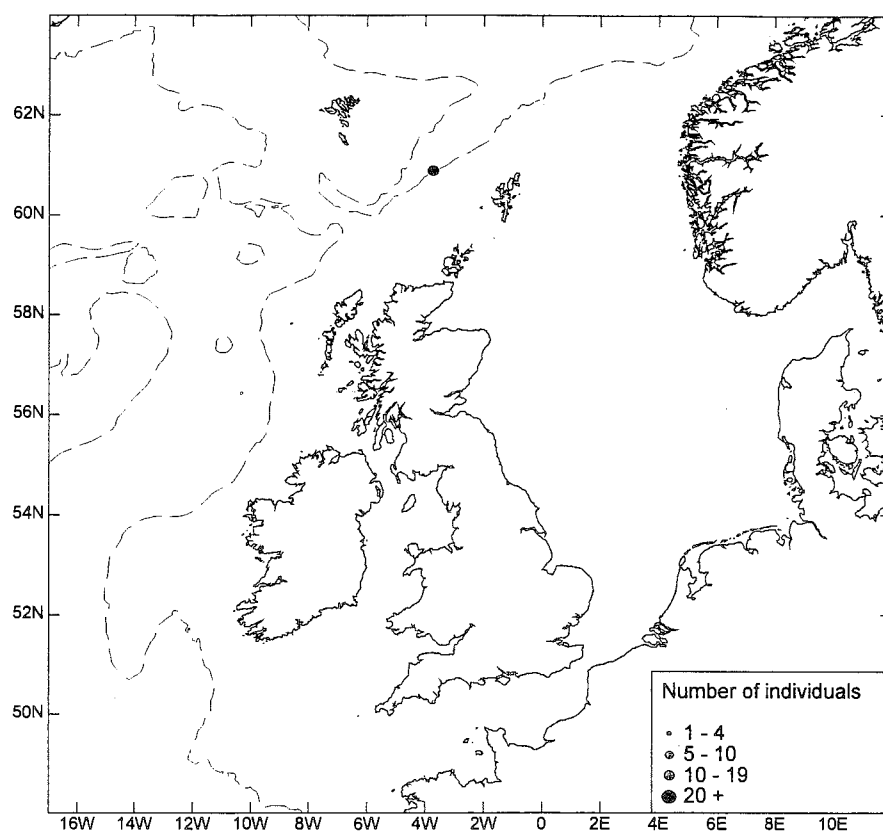 62N
60N
58N
56N
54N
52N
50N
Number of individuals
1 - 4
5 - 10
10 - 19
20 +
16W 14W 12W 10W 8W 6W 4W 2W 0 2E 4E 6E 8E 10E